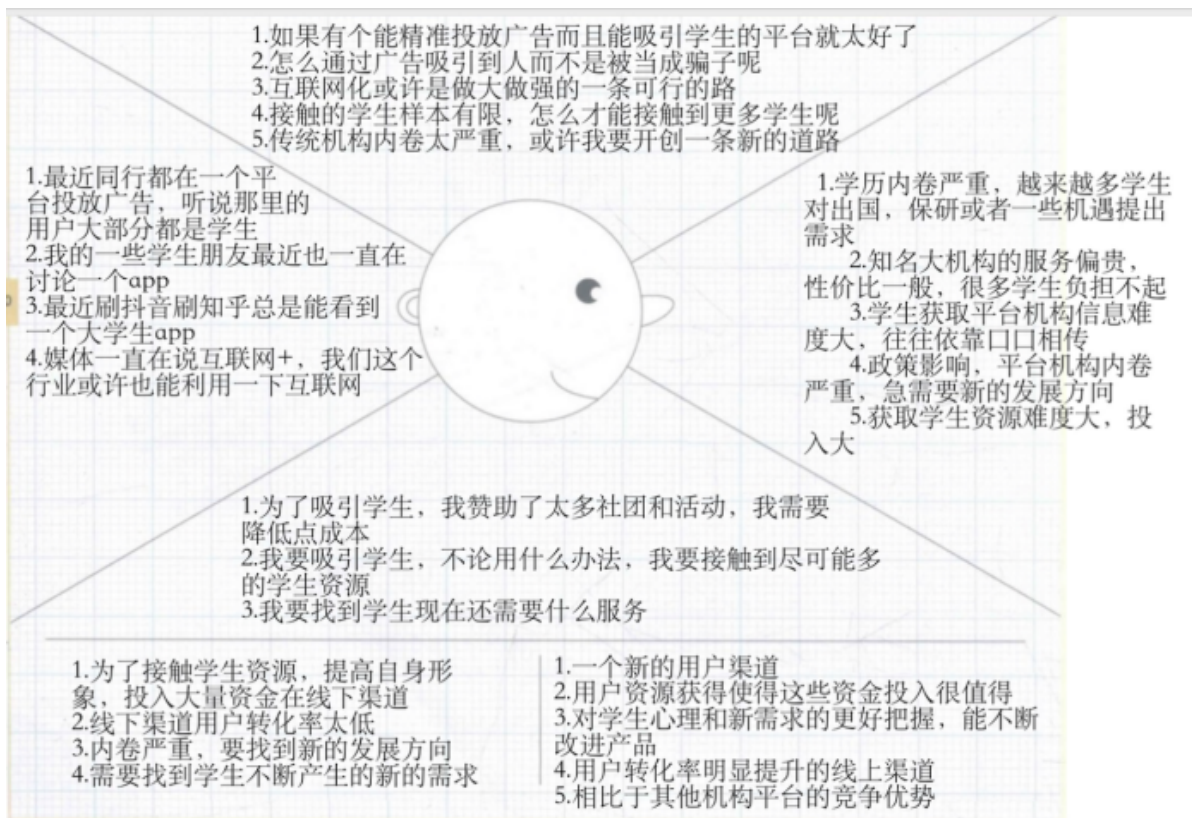 1.如果有个能精准投放广告而且能吸引学生的平台就太好了
2.怎么通过广告吸引到人而不是被当成骗子呢
3.互联网化或许是做大做强的一条可行的路
4.接触的学生样本有限，怎么才能接触到更多学生呢
5.传统机构内卷太严重，或许我要开创一条新的道路
1.最近同行都在一个平
台投放广告，听说那里的
用户大部分都是学生
2.我的一些学生朋友最近也一直在
讨论一个app
3.最近刷抖音刷知乎总是能看到
一个大学生app
4.媒体一直在说互联网+，我们这个
行业或许也能利用一下互联网
1.学历内卷严重，越来越多学生
对出国，保研或者一些机遇提出
需求
2.知名大机构的服务偏贵，
性价比一般，很多学生负担不起
3.学生获取平台机构信息难
度大，往往依靠口口相传
4.政策影响，平台机构内卷
严重，急需要新的发展方向
5.获取学生资源难度大，投
入大
1.为了吸引学生，我赞助了太多社团和活动，我需要
降低点成本
2.我要吸引学生，不论用什么办法，我要接触到尽可能多
的学生资源
3.我要找到学生现在还需要什么服务
1.为了接触学生资源，提高自身形
象，投入大量资金在线下渠道
2.线下渠道用户转化率太低
3.内卷严重，要找到新的发展方向
4.需要找到学生不断产生的新的需求
1.一个新的用户渠道
2.用户资源获得使得这些资金投入很值得
3.对学生心理和新需求的更好把握，能不断
改进产品
4.用户转化率明显提升的线上渠道
5.相比于其他机构平台的竞争优势